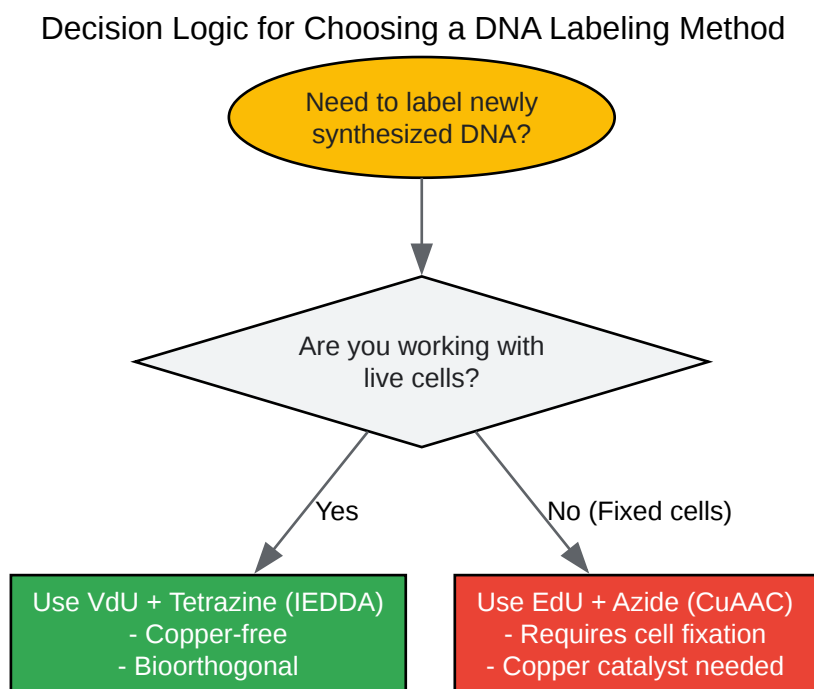 Decision Logic for Choosing a DNA Labeling Method
Need to label newly
synthesized DNA?
Are you working with
live cells?
Yes
No (Fixed cells)
Use VdU + Tetrazine (IEDDA)
- Copper-free
- Bioorthogonal
Use EdU + Azide (CuAAC)
- Requires cell fixation
- Copper catalyst needed